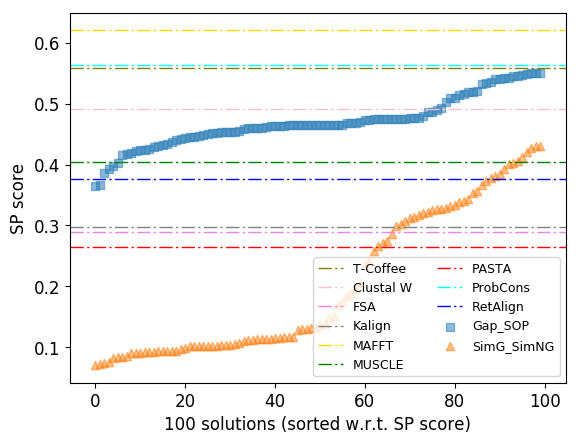 0.6
0.5
0.4
0.3
0.2
0.1
SP score
T-Coffee
Clustal W
FSA
Kalign
MAFFT
MUSCLE
PASTA
ProbCons
RetAlign
Gap_SOP
SimG_SimNG
0 20 40 60 80 100
100 solutions (sorted w.r.t. SP score)